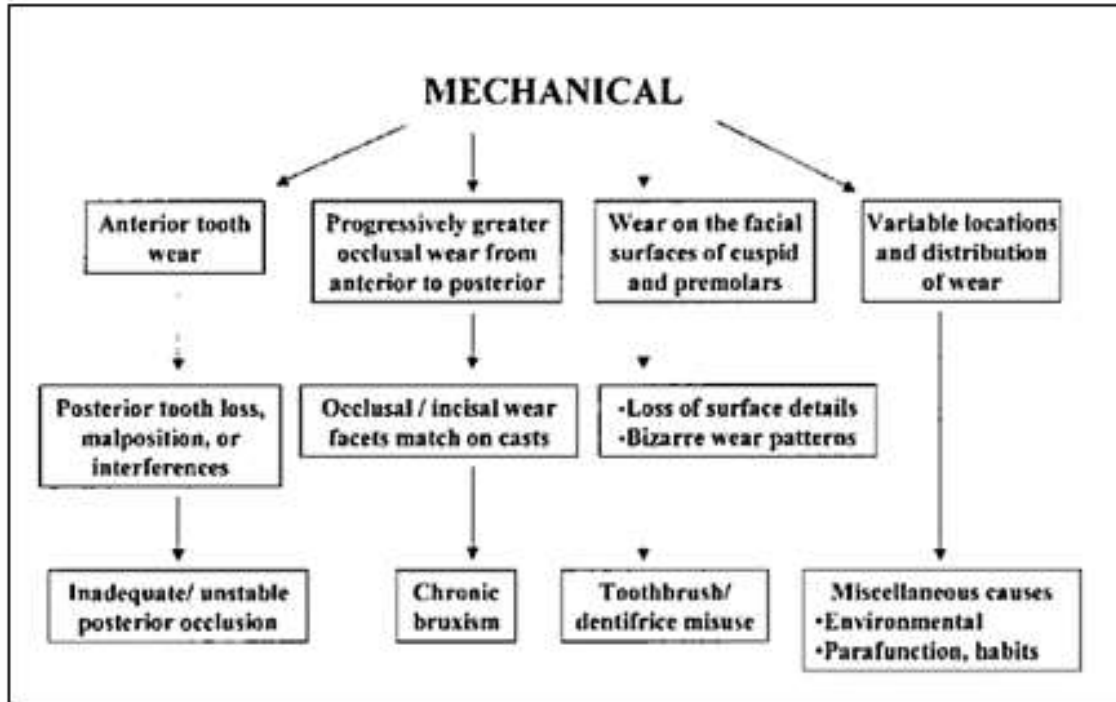 MECHANICAL
Anterior tooth
wear
Progressively greater
occlusal wear from
anterior to posterior
Wear on the facial
surfaces of cuspid
and premolars
Variable locations
and distribution
of wear
Posterior tooth loss,
malposition, or
interferences
Occlusal / incisal wear
facets match on casts
•Loss of surface details
•Bizarre wear patterns
Inadequate/ unstable
posterior occlusion
Chronic
bruxism
Toothbrush/
dentifrice misuse
Miscellaneous causes
•Environmental
•Parafunction, habits